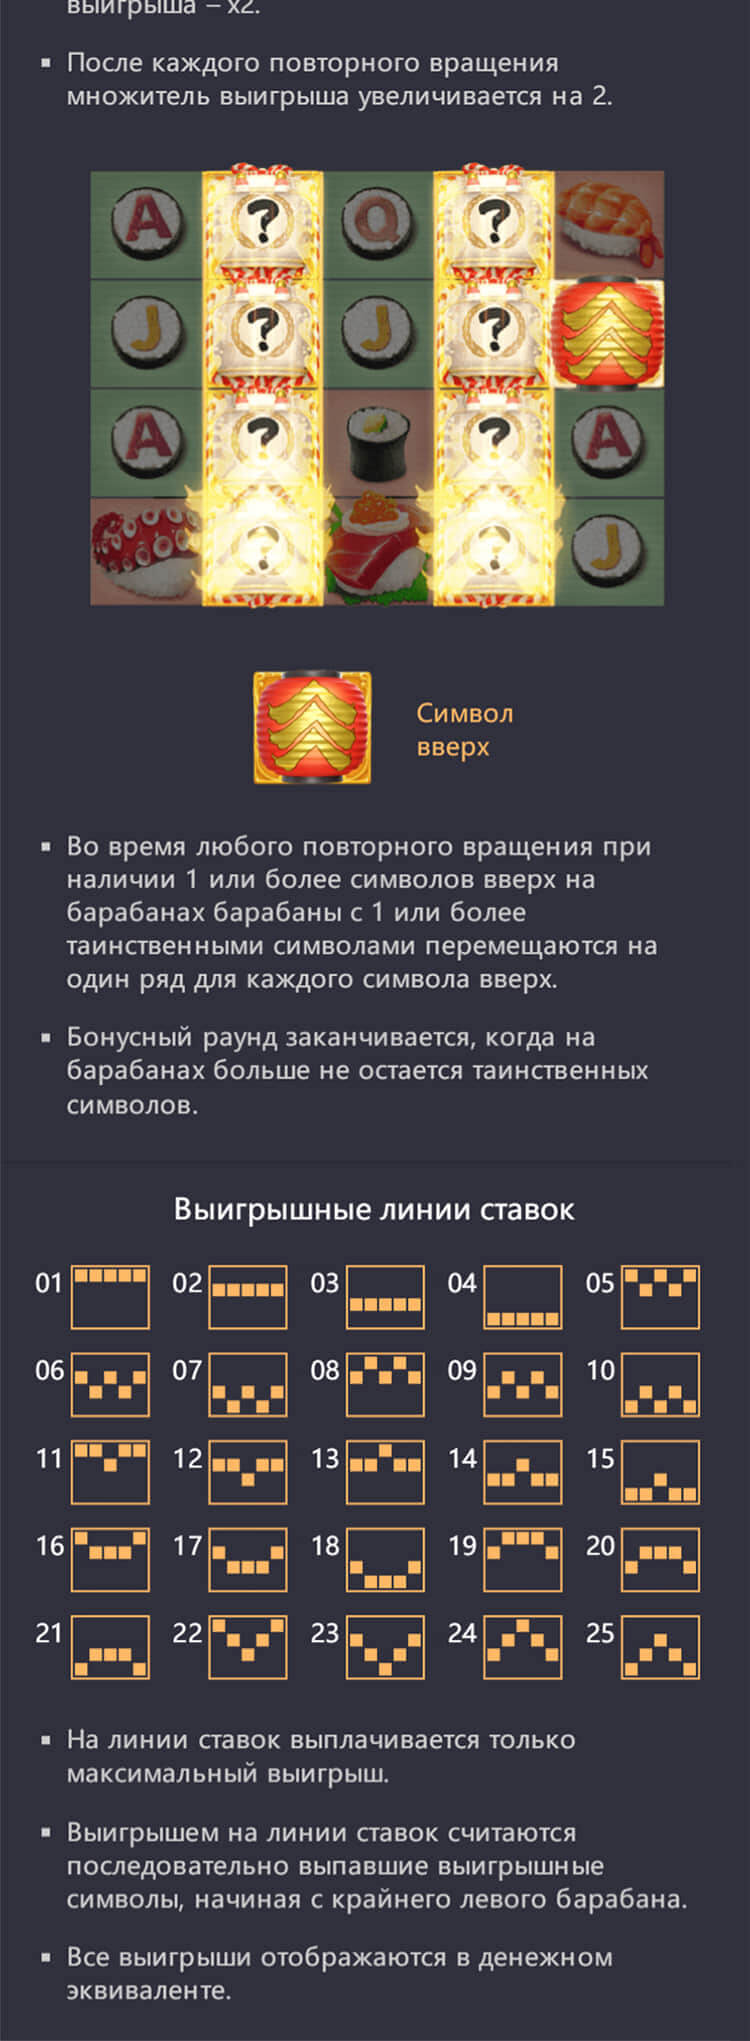 выигрыша – x2.
▪ После каждого повторного вращения
множитель выигрыша увеличивается на 2.
A ? Q ?
J ? J ?
A ? ? A
? ? J
Символ
вверх
▪ Во время любого повторного вращения при
наличии 1 или более символов вверх на
барабанах барабаны с 1 или более
таинственными символами перемещаются на
один ряд для каждого символа вверх.
▪ Бонусный раунд заканчивается, когда на
барабанах больше не остается таинственных
символов.
Выигрышные линии ставок
01 02 03 04 05
06 07 08 09 10
11 12 13 14 15
16 17 18 19 20
21 22 23 24 25
▪ На линии ставок выплачивается только
максимальный выигрыш.
▪ Выигрышем на линии ставок считаются
последовательно выпавшие выигрышные
символы, начиная с крайнего левого барабана.
▪ Все выигрыши отображаются в денежном
эквиваленте.